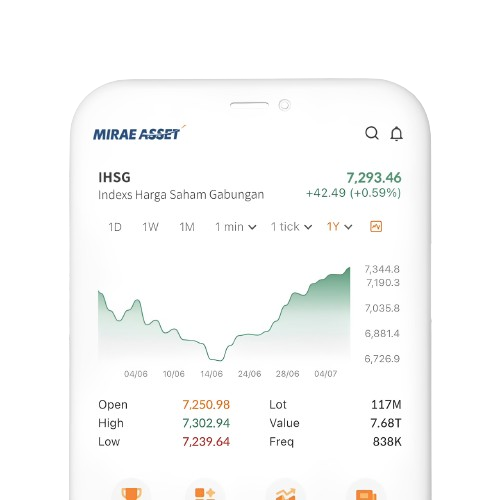 MIRAE ASSET
IHSG 7,293.46
Indexs Harga Saham Gabungan +42.49 (+0.59%)
1D 1W 1M 1 min 1 tick 1Y
7,344.8
7,190.3
7,035.8
6,881.4
6,726.9
04/06 10/06 14/06 24/06 28/06 04/07
Open 7,250.98 Lot 117M
High 7,302.94 Value 7.68T
Low 7,239.64 Freq 838K